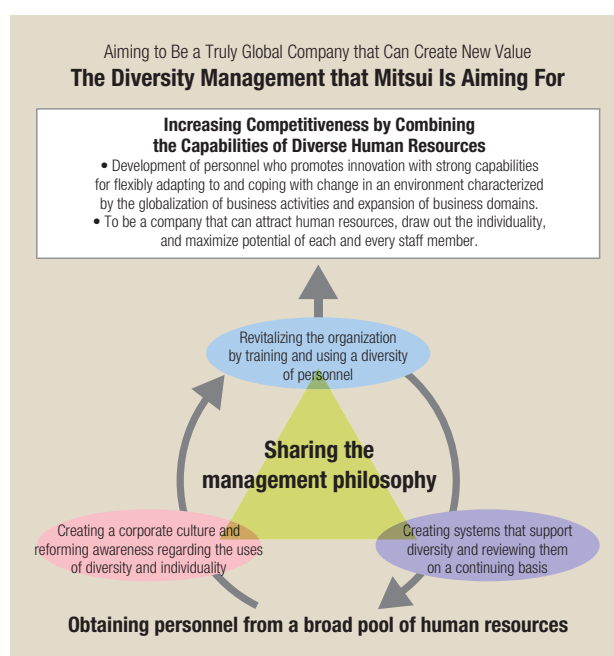 Aiming to Be a Truly Global Company that Can Create New Value
The Diversity Management that Mitsui Is Aiming For
Increasing Competitiveness by Combining
the Capabilities of Diverse Human Resources
• Development of personnel who promotes innovation with strong capabilities
for flexibly adapting to and coping with change in an environment characterized
by the globalization of business activities and expansion of business domains.
• To be a company that can attract human resources, draw out the individuality,
and maximize potential of each and every staff member.
Revitalizing the organization
by training and using a diversity
of personnel
Sharing the
management philosophy
Creating a corporate culture and
reforming awareness regarding the uses
of diversity and individuality
Creating systems that support
diversity and reviewing them
on a continuing basis
Obtaining personnel from a broad pool of human resources